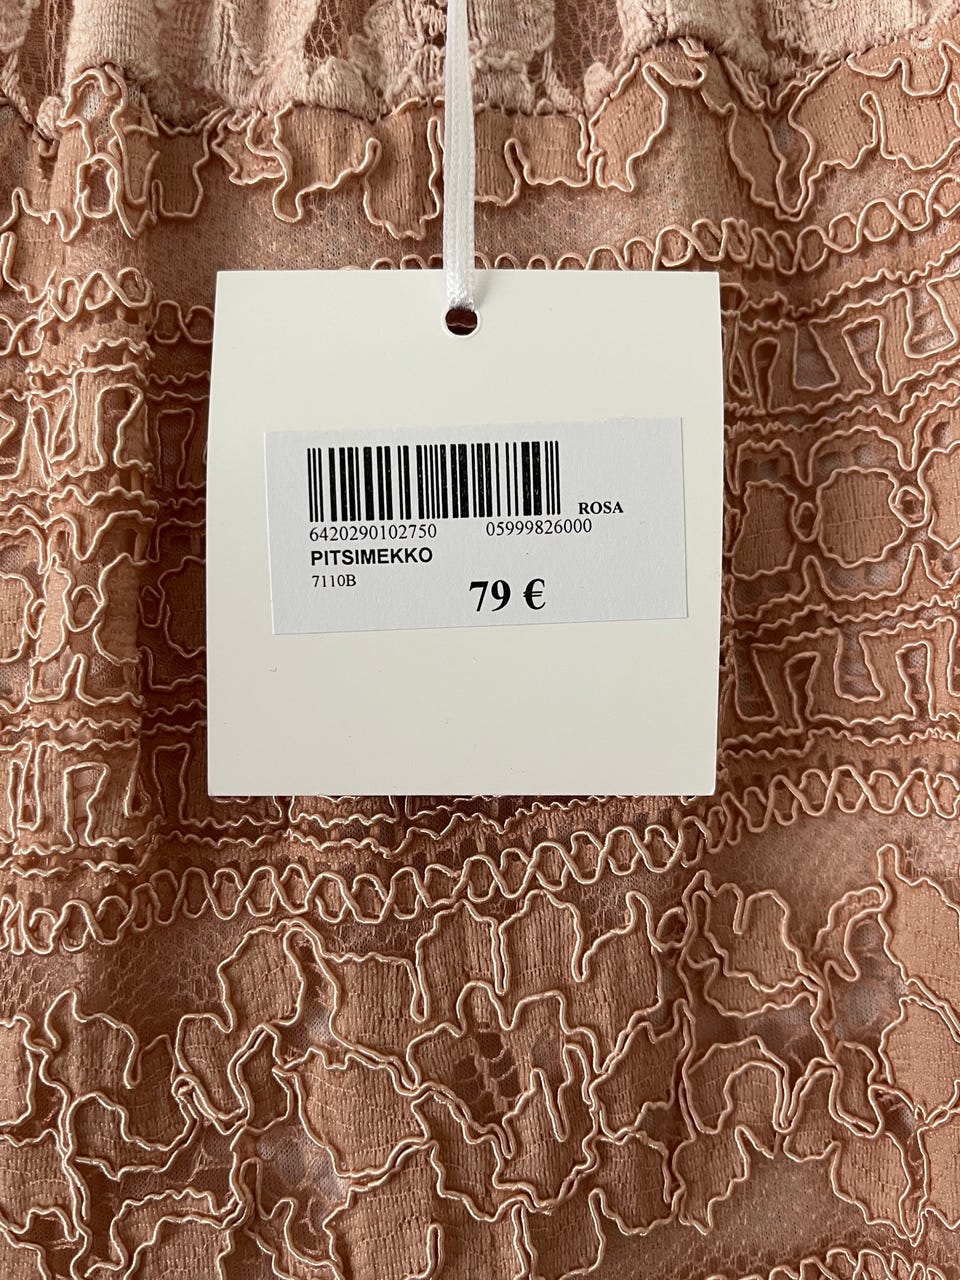 ROSA
6420290102750 05999826000
PITSIMEKKO
7110B
79 €